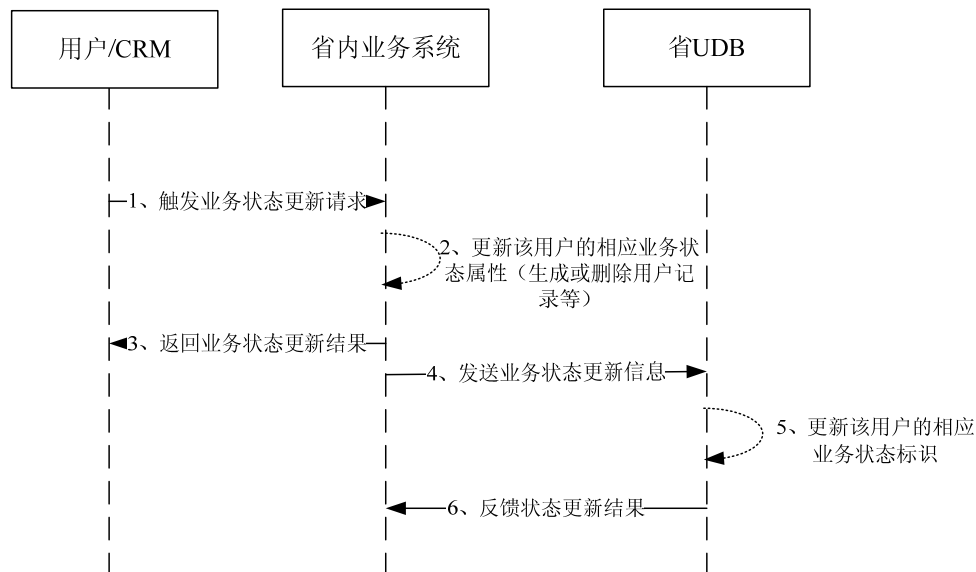 用户/CRM
省内业务系统
省UDB
1、触发业务状态更新请求
2、更新该用户的相应业务状
态属性（生成或删除用户记
录等）
3、返回业务状态更新结果
4、发送业务状态更新信息
5、更新该用户的相应
业务状态标识
6、反馈状态更新结果